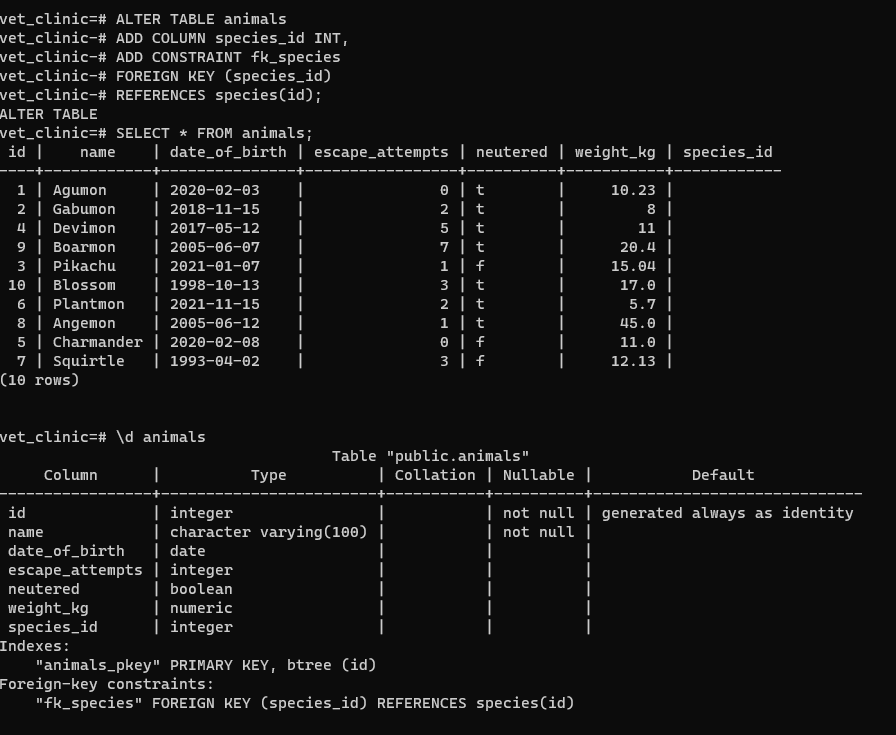 vet_clinic=# ALTER TABLE animals
vet_clinic-# ADD COLUMN species_id INT,
vet_clinic-# ADD CONSTRAINT fk_species
vet_clinic-# FOREIGN KEY (species_id)
vet_clinic-# REFERENCES species(id);
ALTER TABLE
vet_clinic=# SELECT * FROM animals;
 id |    name    | date_of_birth | escape_attempts | neutered | weight_kg | species_id
----+------------+---------------+-----------------+----------+-----------+------------
  1 | Agumon     | 2020-02-03    |               0 | t        |     10.23 |
  2 | Gabumon    | 2018-11-15    |               2 | t        |         8 |
  4 | Devimon    | 2017-05-12    |               5 | t        |        11 |
  9 | Boarmon    | 2005-06-07    |               7 | t        |      20.4 |
  3 | Pikachu    | 2021-01-07    |               1 | f        |     15.04 |
 10 | Blossom    | 1998-10-13    |               3 | t        |      17.0 |
  6 | Plantmon   | 2021-11-15    |               2 | t        |       5.7 |
  8 | Angemon    | 2005-06-12    |               1 | t        |      45.0 |
  5 | Charmander | 2020-02-08    |               0 | f        |      11.0 |
  7 | Squirtle   | 1993-04-02    |               3 | f        |     12.13 |
(10 rows)
vet_clinic=# \d animals
                                     Table "public.animals"
     Column      |          Type          | Collation | Nullable |           Default
-----------------+------------------------+-----------+----------+------------------------------
 id              | integer                |           | not null | generated always as identity
 name            | character varying(100) |           | not null |
 date_of_birth   | date                   |           |          |
 escape_attempts | integer                |           |          |
 neutered        | boolean                |           |          |
 weight_kg       | numeric                |           |          |
 species_id      | integer                |           |          |
Indexes:
    "animals_pkey" PRIMARY KEY, btree (id)
Foreign-key constraints:
    "fk_species" FOREIGN KEY (species_id) REFERENCES species(id)